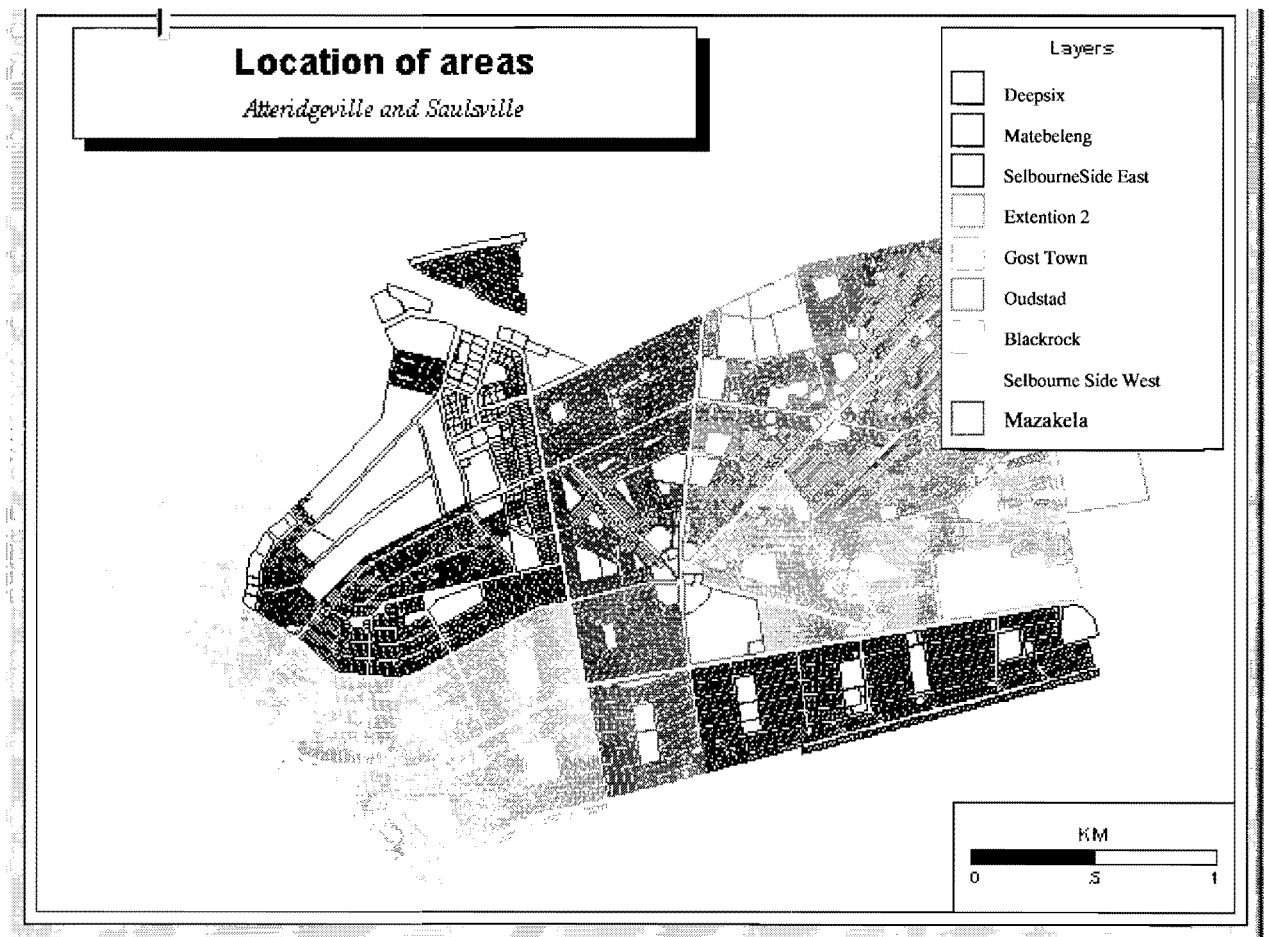 Location of areas
Atteridgeville and Saulsville
Layers
Deepsix
Matebeleng
SelbourneSide East
Extention 2
Gost Town
Oudstad
Blackrock
Selbourne Side West
Mazakela
KM
0 .5 1